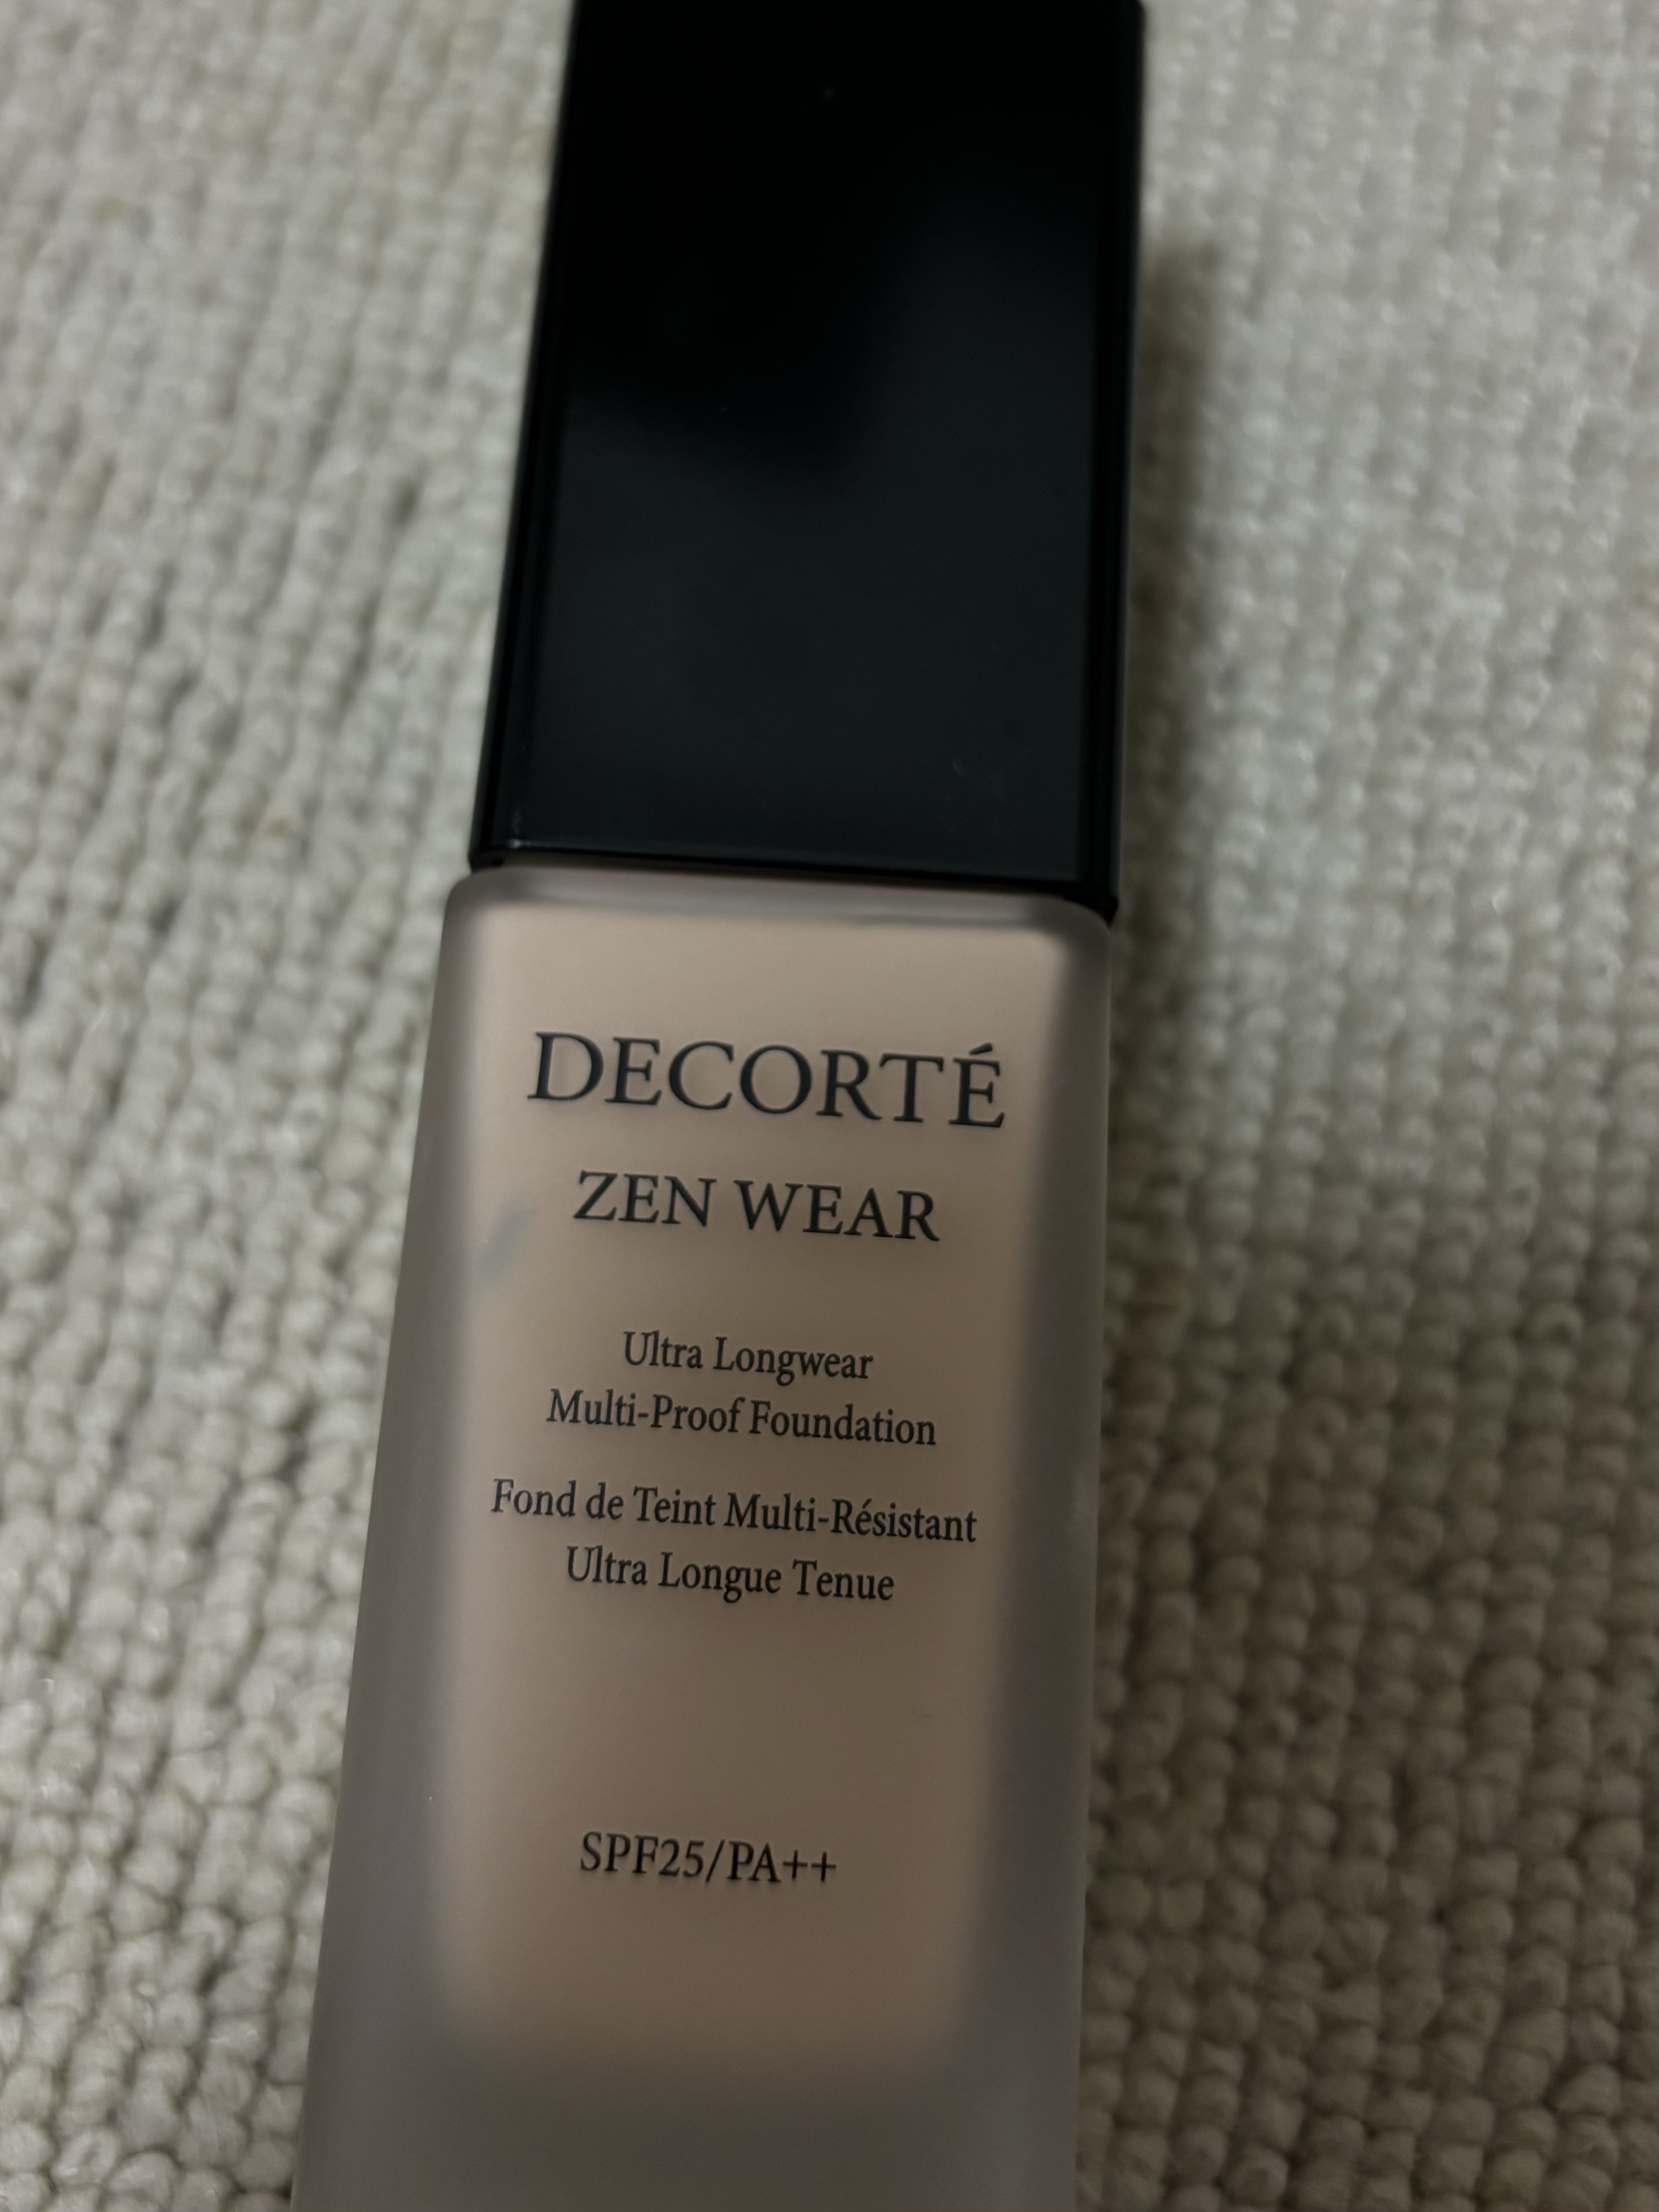 DECORTÉ
ZEN WEAR
Ultra Longwear
Multi-Proof Foundation
Fond de Teint Multi-Résistant
Ultra Longue Tenue
SPF25/PA++